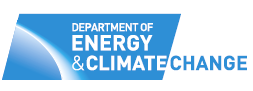 DEPARTMENT OF
ENERGY
&CLIMATECHANGE